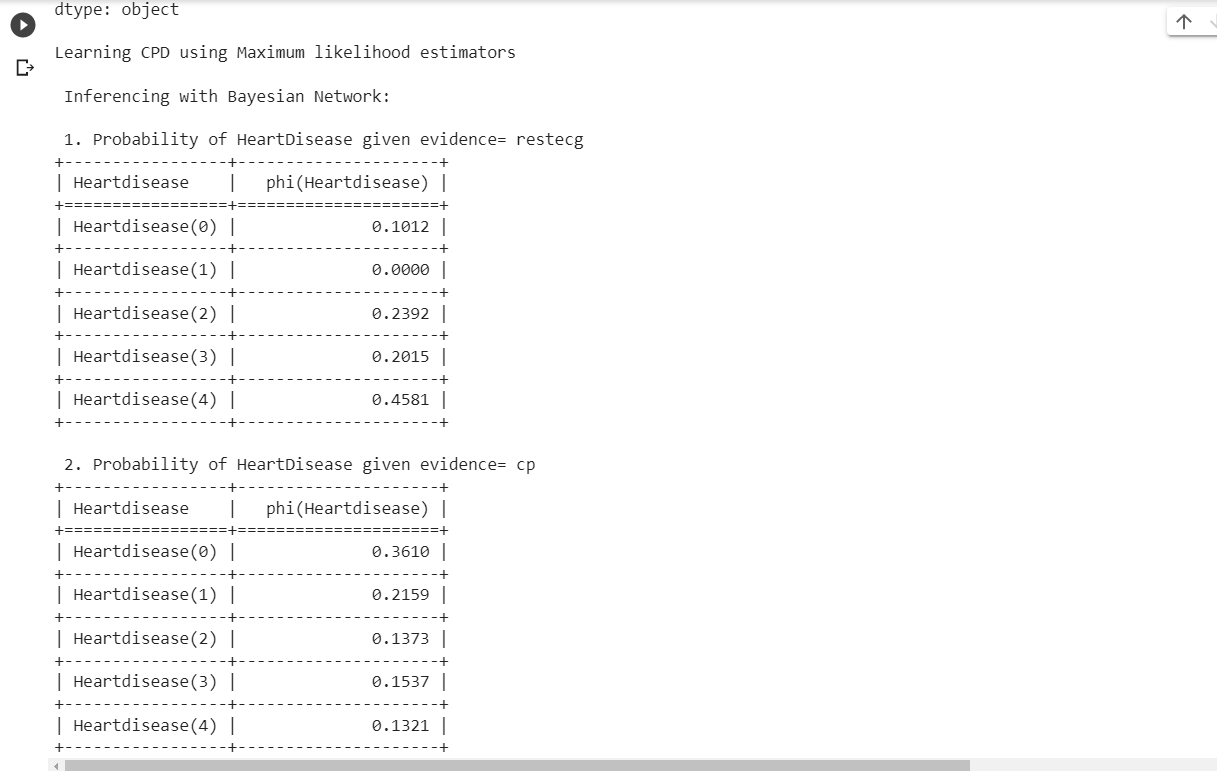 dtype: object
Learning CPD using Maximum likelihood estimators
Inferencing with Bayesian Network:
1. Probability of HeartDisease given evidence= restecg
+-----------------+---------------------+
| Heartdisease    |   phi(Heartdisease) |
+=================+=====================+
| Heartdisease(0) |              0.1012 |
+-----------------+---------------------+
| Heartdisease(1) |              0.0000 |
+-----------------+---------------------+
| Heartdisease(2) |              0.2392 |
+-----------------+---------------------+
| Heartdisease(3) |              0.2015 |
+-----------------+---------------------+
| Heartdisease(4) |              0.4581 |
+-----------------+---------------------+
2. Probability of HeartDisease given evidence= cp
+-----------------+---------------------+
| Heartdisease    |   phi(Heartdisease) |
+=================+=====================+
| Heartdisease(0) |              0.3610 |
+-----------------+---------------------+
| Heartdisease(1) |              0.2159 |
+-----------------+---------------------+
| Heartdisease(2) |              0.1373 |
+-----------------+---------------------+
| Heartdisease(3) |              0.1537 |
+-----------------+---------------------+
| Heartdisease(4) |              0.1321 |
+-----------------+---------------------+